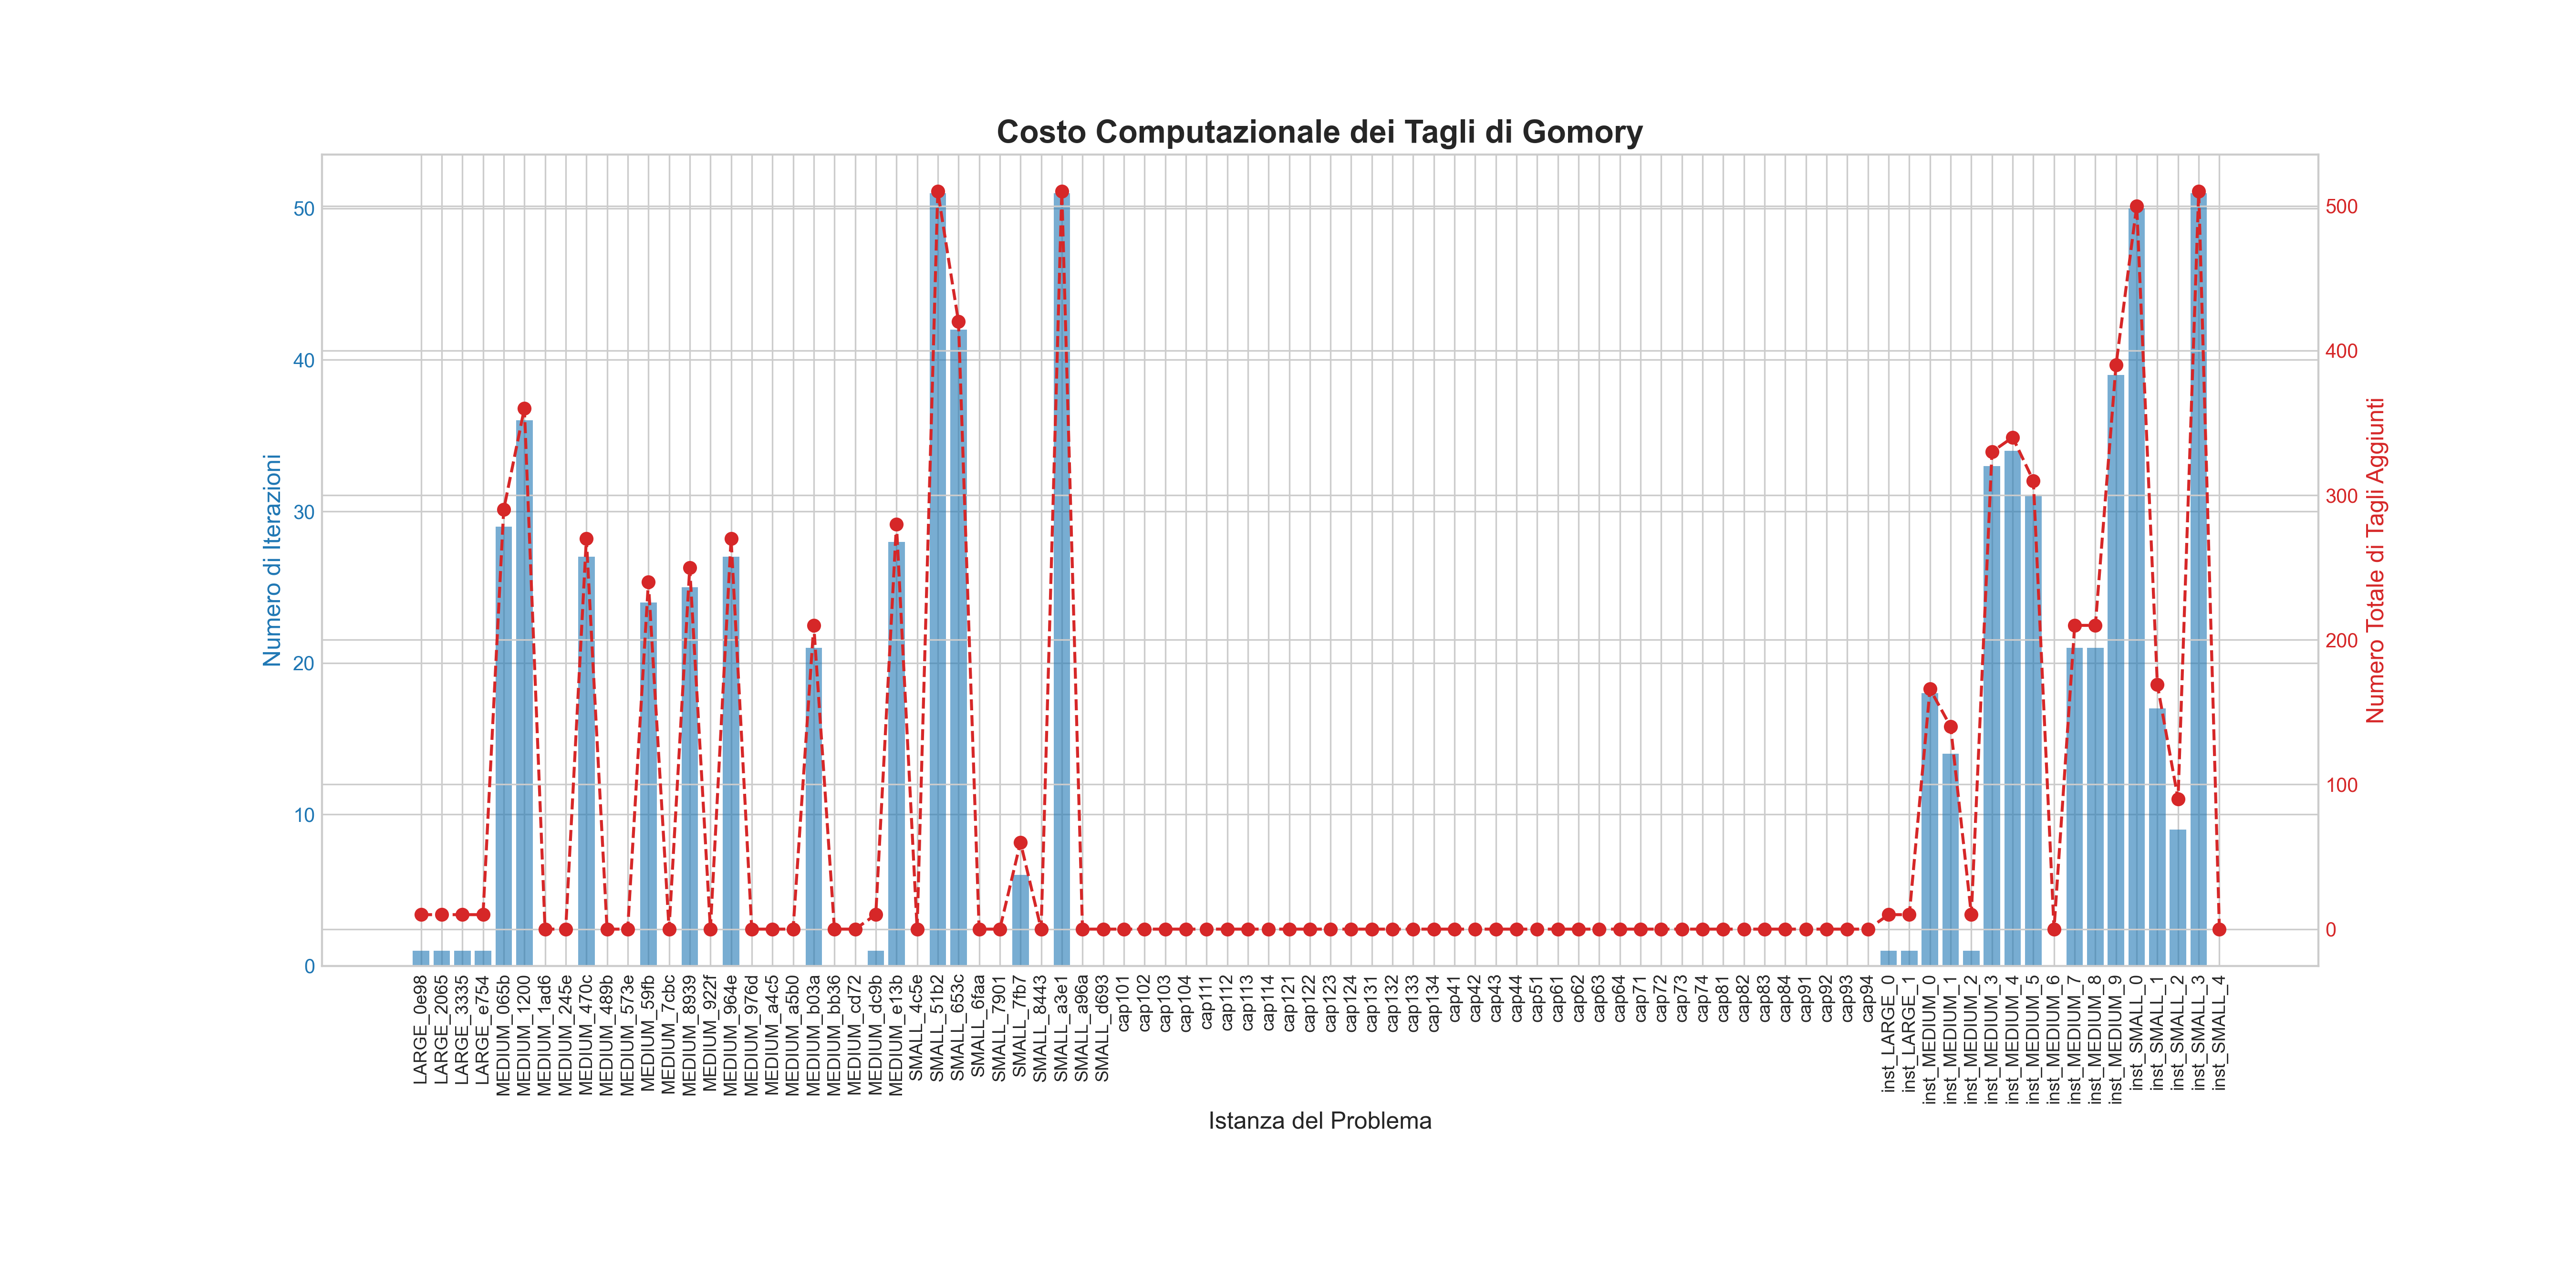 Costo Computazionale dei Tagli di Gomory
Numero di Iterazioni
50
40
30
20
10
0
Numero Totale di Tagli Aggiunti
500
400
300
200
100
0
LARGE_0e98
LARGE_2065
LARGE_3335
LARGE_e754
MEDIUM_065b
MEDIUM_1200
MEDIUM_1ad6
MEDIUM_245e
MEDIUM_470c
MEDIUM_489b
MEDIUM_573e
MEDIUM_59fb
MEDIUM_7cbc
MEDIUM_8939
MEDIUM_922f
MEDIUM_964e
MEDIUM_976d
MEDIUM_a4c5
MEDIUM_a5b0
MEDIUM_b03a
MEDIUM_bb36
MEDIUM_cd72
MEDIUM_dc9b
MEDIUM_e13b
SMALL_4c5e
SMALL_51b2
SMALL_653c
SMALL_6faa
SMALL_7901
SMALL_7fb7
SMALL_8443
SMALL_a3e1
SMALL_a96a
SMALL_d693
cap101
cap102
cap103
cap104
cap111
cap112
cap113
cap114
cap121
cap122
cap123
cap124
cap131
cap132
cap133
cap134
cap41
cap42
cap43
cap44
cap51
cap61
cap62
cap63
cap64
cap71
cap72
cap73
cap74
cap81
cap82
cap83
cap84
cap91
cap92
cap93
cap94
inst_LARGE_0
inst_LARGE_1
inst_MEDIUM_0
inst_MEDIUM_1
inst_MEDIUM_2
inst_MEDIUM_3
inst_MEDIUM_4
inst_MEDIUM_5
inst_MEDIUM_6
inst_MEDIUM_7
inst_MEDIUM_8
inst_MEDIUM_9
inst_SMALL_0
inst_SMALL_1
inst_SMALL_2
inst_SMALL_3
inst_SMALL_4
Istanza del Problema